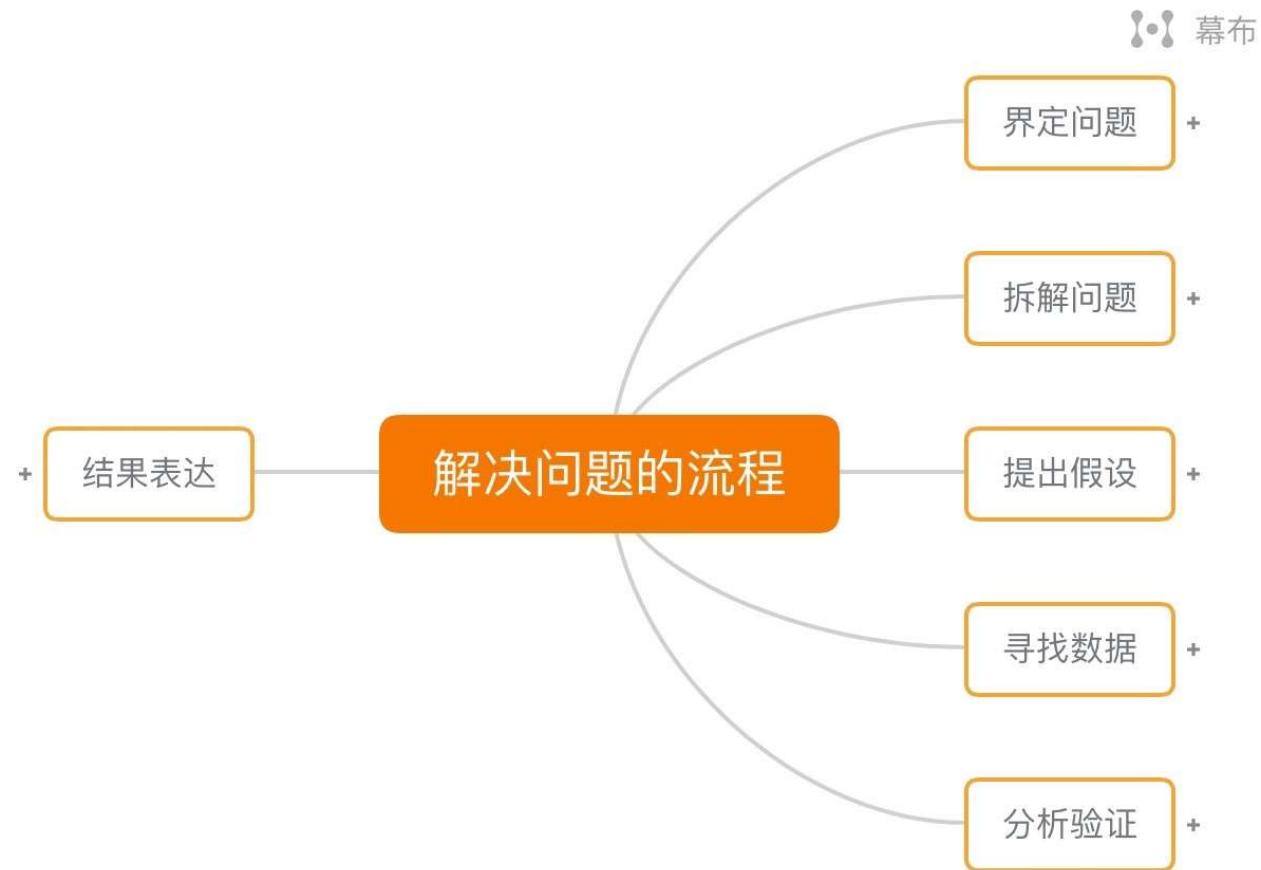 幕布
界定问题
拆解问题
提出假设
结果表达
解决问题的流程
寻找数据
分析验证